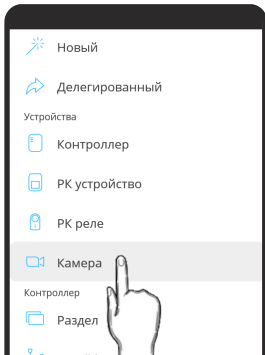 Новый
Делегированный
Устройства
Контроллер
РК устройство
РК реле
Камера
Контроллер
Раздел